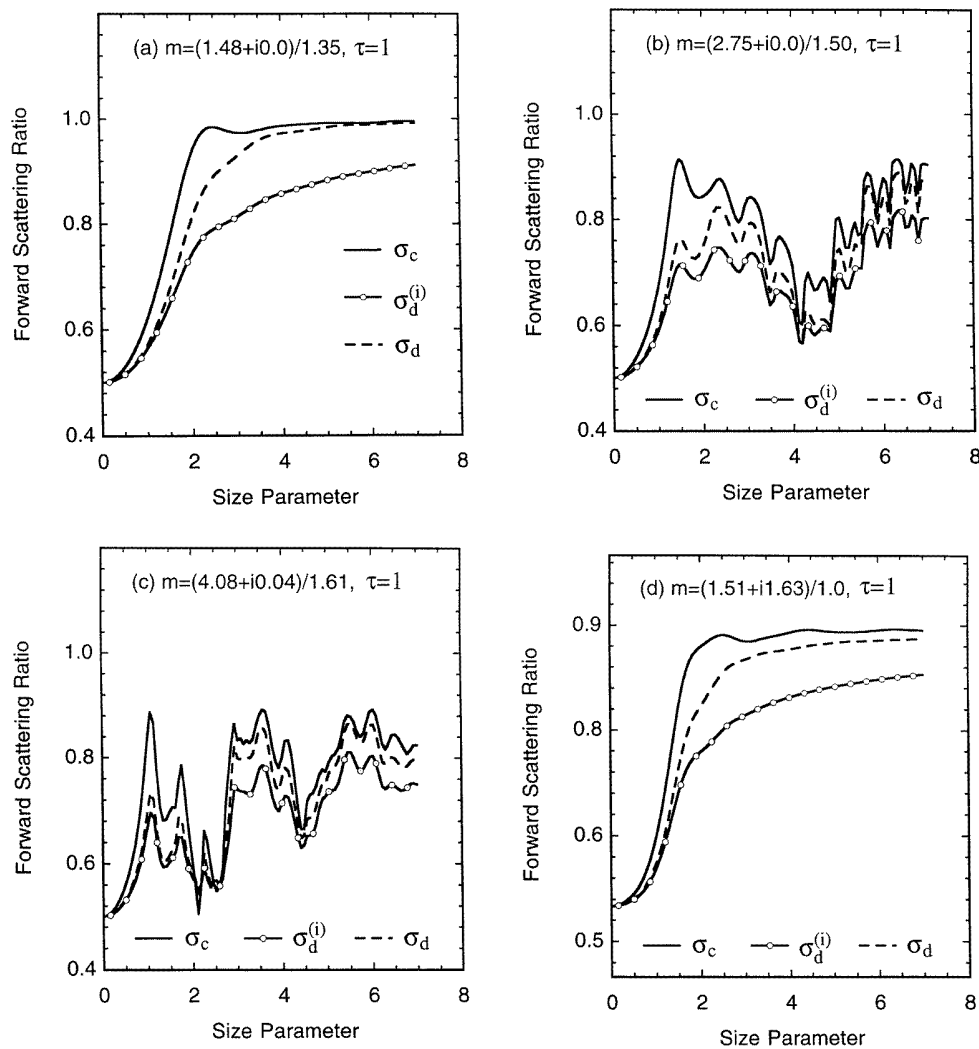 (a) m=(1.48+i0.0)/1.35, τ=1
Forward Scattering Ratio
1.0
0.8
0.6
0.4
σc
σd(i)
σd
0 2 4 6 8
Size Parameter
(b) m=(2.75+i0.0)/1.50, τ=1
Forward Scattering Ratio
1.0
0.8
0.6
0.4
σc σd(i) σd
0 2 4 6 8
Size Parameter
(c) m=(4.08+i0.04)/1.61, τ=1
Forward Scattering Ratio
1.0
0.8
0.6
0.4
σc σd(i) σd
0 2 4 6 8
Size Parameter
(d) m=(1.51+i1.63)/1.0, τ=1
Forward Scattering Ratio
0.9
0.8
0.6
0.5
σc σd(i) σd
0 2 4 6 8
Size Parameter